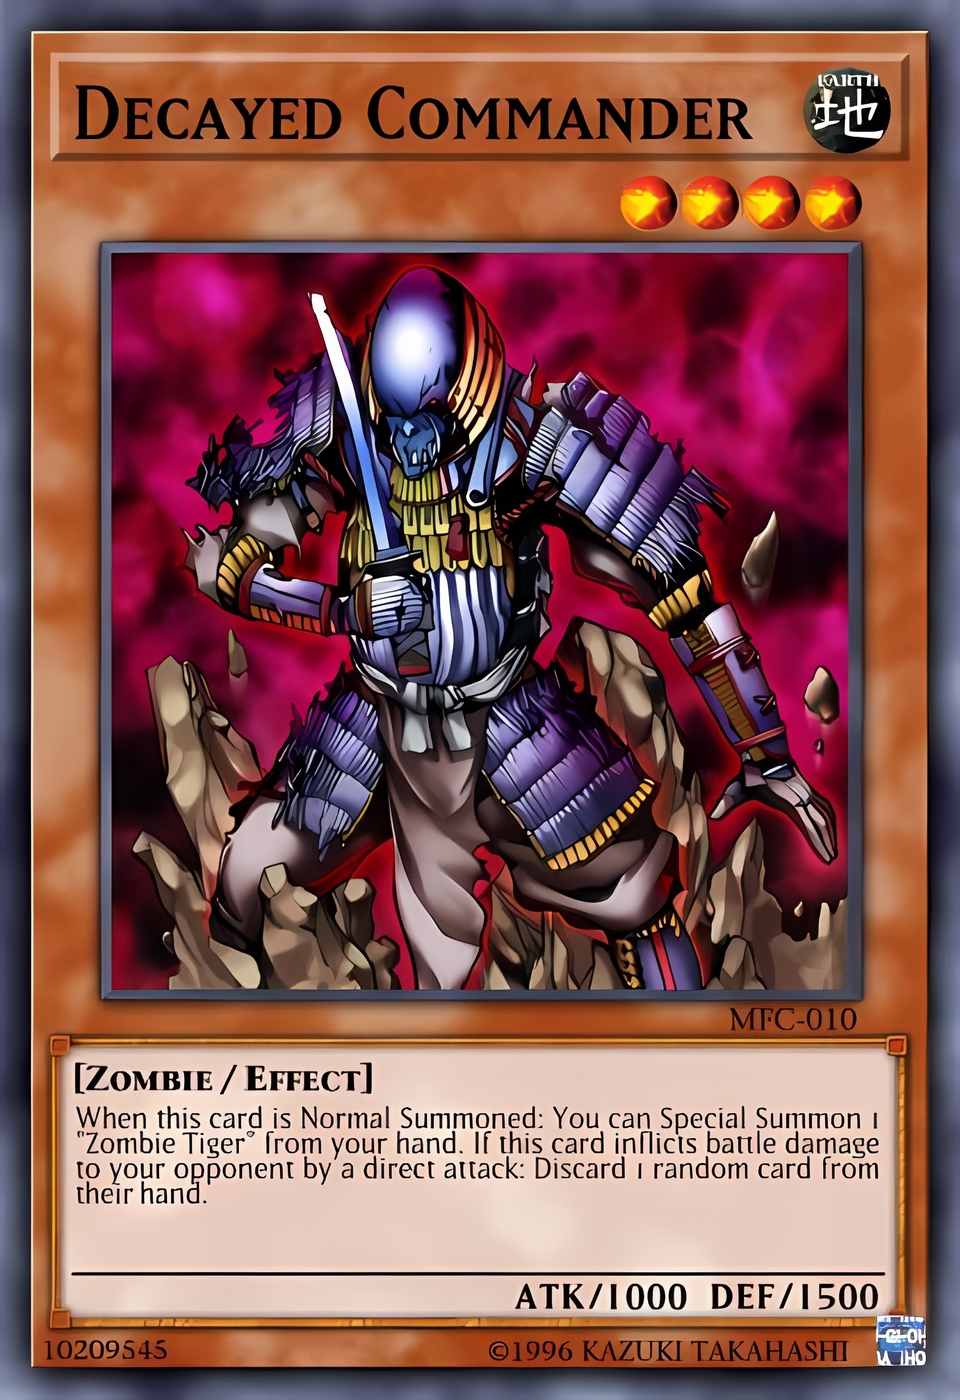 DECAYED COMMANDER
EARTH
地
MFC-010
[ZOMBIE / EFFECT]
When this card is Normal Summoned: You can Special Summon 1
"Zombie Tiger" from your hand. If this card inflicts battle damage
to your opponent by a direct attack: Discard 1 random card from
their hand.
ATK/1000 DEF/1500
10209545
©1996 KAZUKI TAKAHASHI